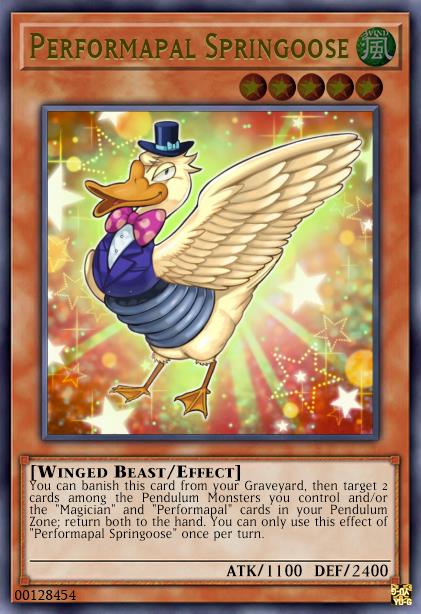 PERFORMAPAL SPRINGOOSE
WIND
風
[WINGED BEAST/EFFECT]
You can banish this card from your Graveyard, then target 2
cards among the Pendulum Monsters you control and/or
the "Magician" and "Performapal" cards in your Pendulum
Zone; return both to the hand. You can only use this effect of
"Performapal Springoose" once per turn.
ATK/1100 DEF/2400
00128454